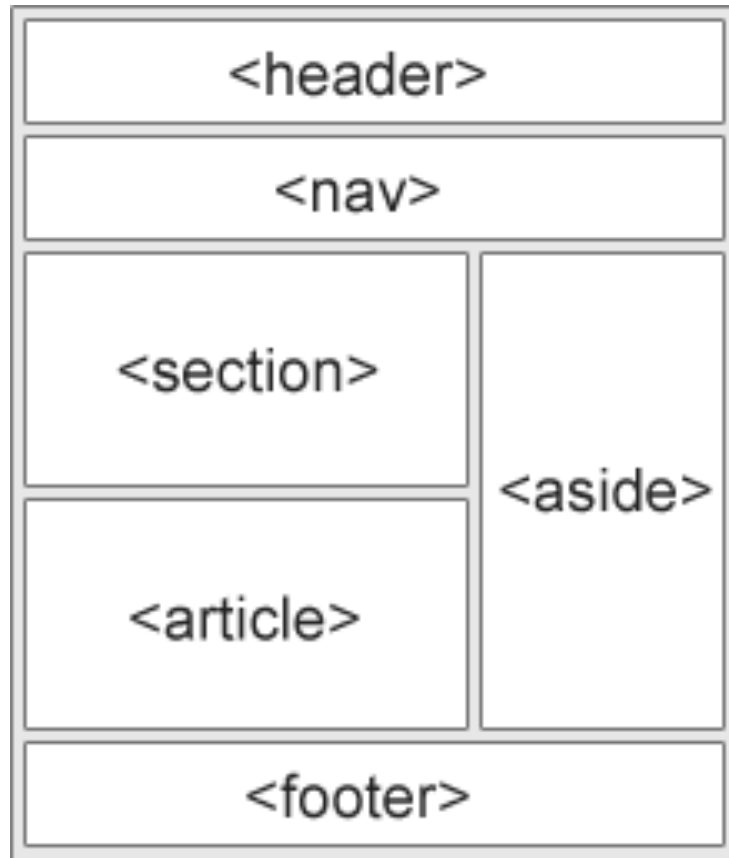 <header>
<nav>
<section>
<article>
<aside>
<footer>